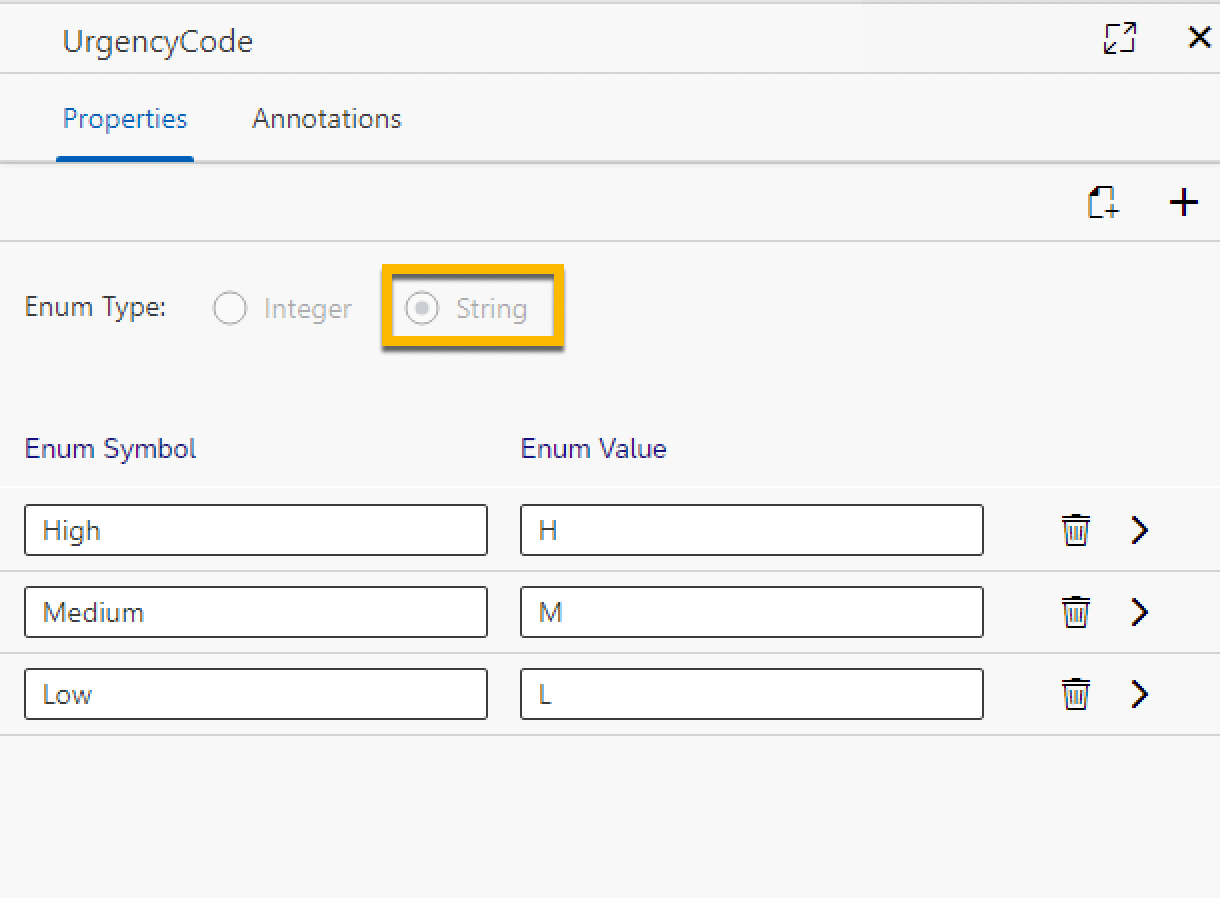 UrgencyCode
Properties Annotations
Enum Type: Integer String
Enum Symbol Enum Value
High H
Medium M
Low L